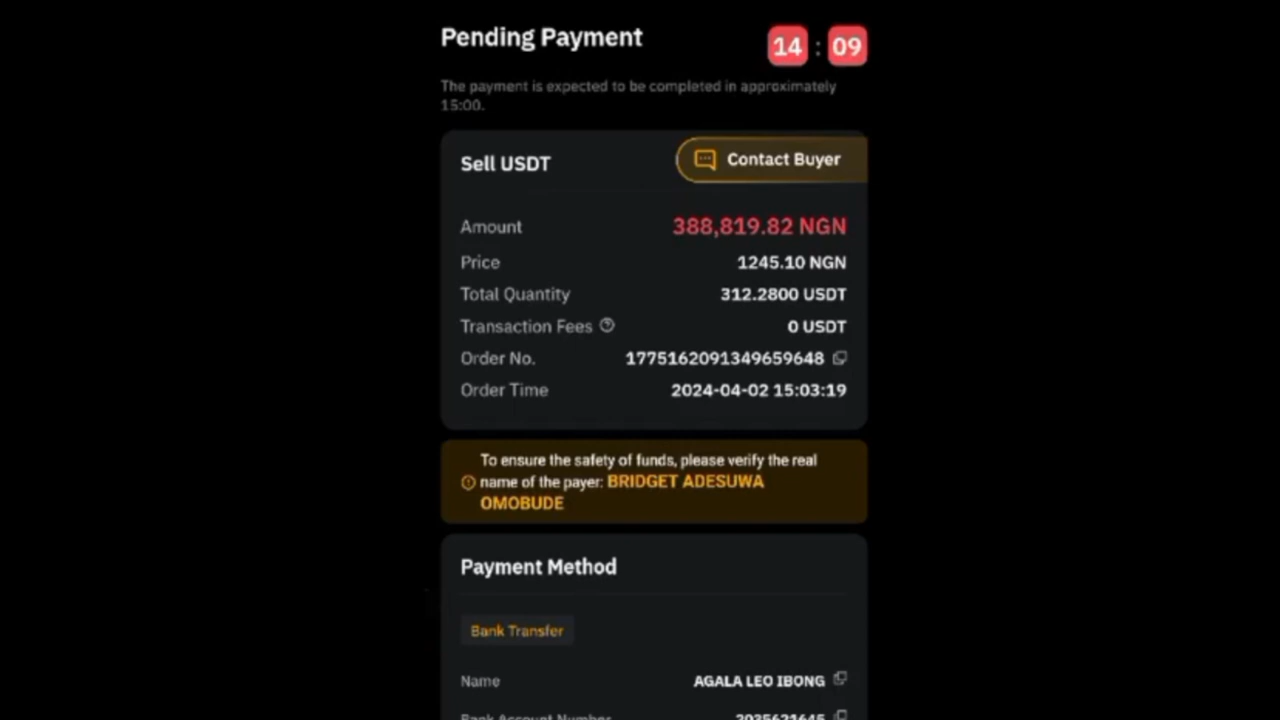 Pending Payment
14 : 09
The payment is expected to be completed in approximately
15:00.
Sell USDT
Contact Buyer
Amount 388,819.82 NGN
Price 1245.10 NGN
Total Quantity 312.2800 USDT
Transaction Fees 0 USDT
Order No. 1775162091349659648
Order Time 2024-04-02 15:03:19
To ensure the safety of funds, please verify the real
name of the payer: BRIDGET ADESUWA
OMOBUDE
Payment Method
Bank Transfer
Name AGALA LEO IBONG
Bank Account Number